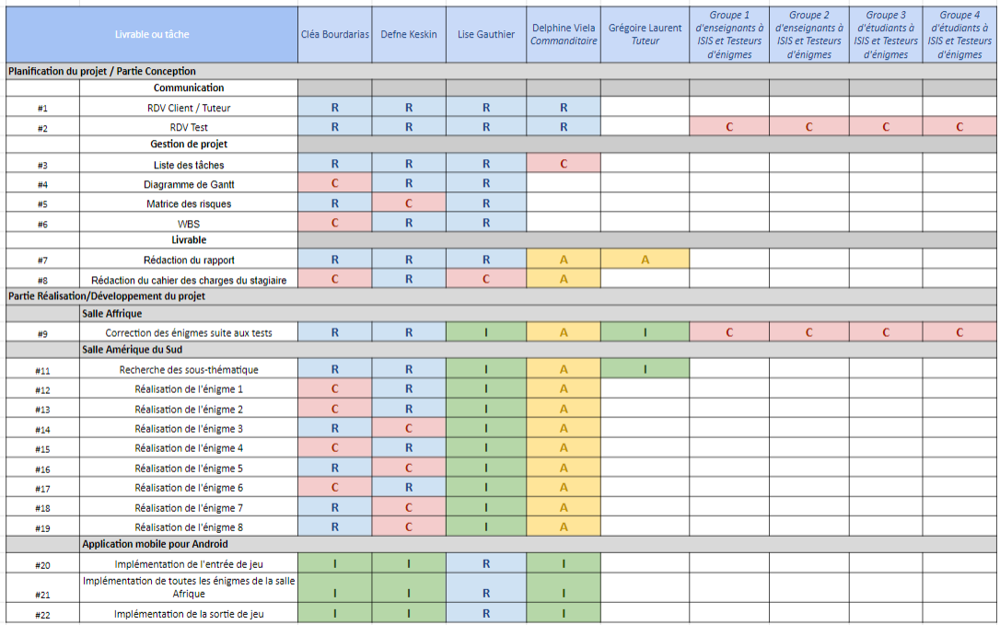 Livrable ou tâche Cléa Bourdarias Defne Keskin Lise Gauthier Delphine Viela Commanditaire Grégoire Laurent Tuteur Groupe 1 d'enseignants à ISIS et Testeurs d'énigmes Groupe 2 d'enseignants à ISIS et Testeurs d'énigmes Groupe 3 d'étudiants à ISIS et Testeurs d'énigmes Groupe 4 d'étudiants à ISIS et Testeurs d'énigmes
Planification du projet / Partie Conception
Communication
#1 RDV Client / Tuteur R R R R
#2 RDV Test R R R R C C C C
Gestion de projet
#3 Liste des tâches R R R C
#4 Diagramme de Gantt C R R
#5 Matrice des risques R C R
#6 WBS C R R
Livrable
#7 Rédaction du rapport R R R A A
#8 Rédaction du cahier des charges du stagiaire C R C A
Partie Réalisation/Développement du projet
Salle Affrique
#9 Correction des énigmes suite aux tests R R I A I C C C C
Salle Amérique du Sud
#11 Recherche des sous-thématique R R I A I
#12 Réalisation de l'énigme 1 C R I A
#13 Réalisation de l'énigme 2 C R I A
#14 Réalisation de l'énigme 3 R C I A
#15 Réalisation de l'énigme 4 C R I A
#16 Réalisation de l'énigme 5 R C I A
#17 Réalisation de l'énigme 6 C R I A
#18 Réalisation de l'énigme 7 R C I A
#19 Réalisation de l'énigme 8 R C I A
Application mobile pour Android
#20 Implémentation de l'entrée de jeu I I R I
#21 Implémentation de toutes les énigmes de la salle Afrique I I R I
#22 Implémentation de la sortie de jeu I I R I